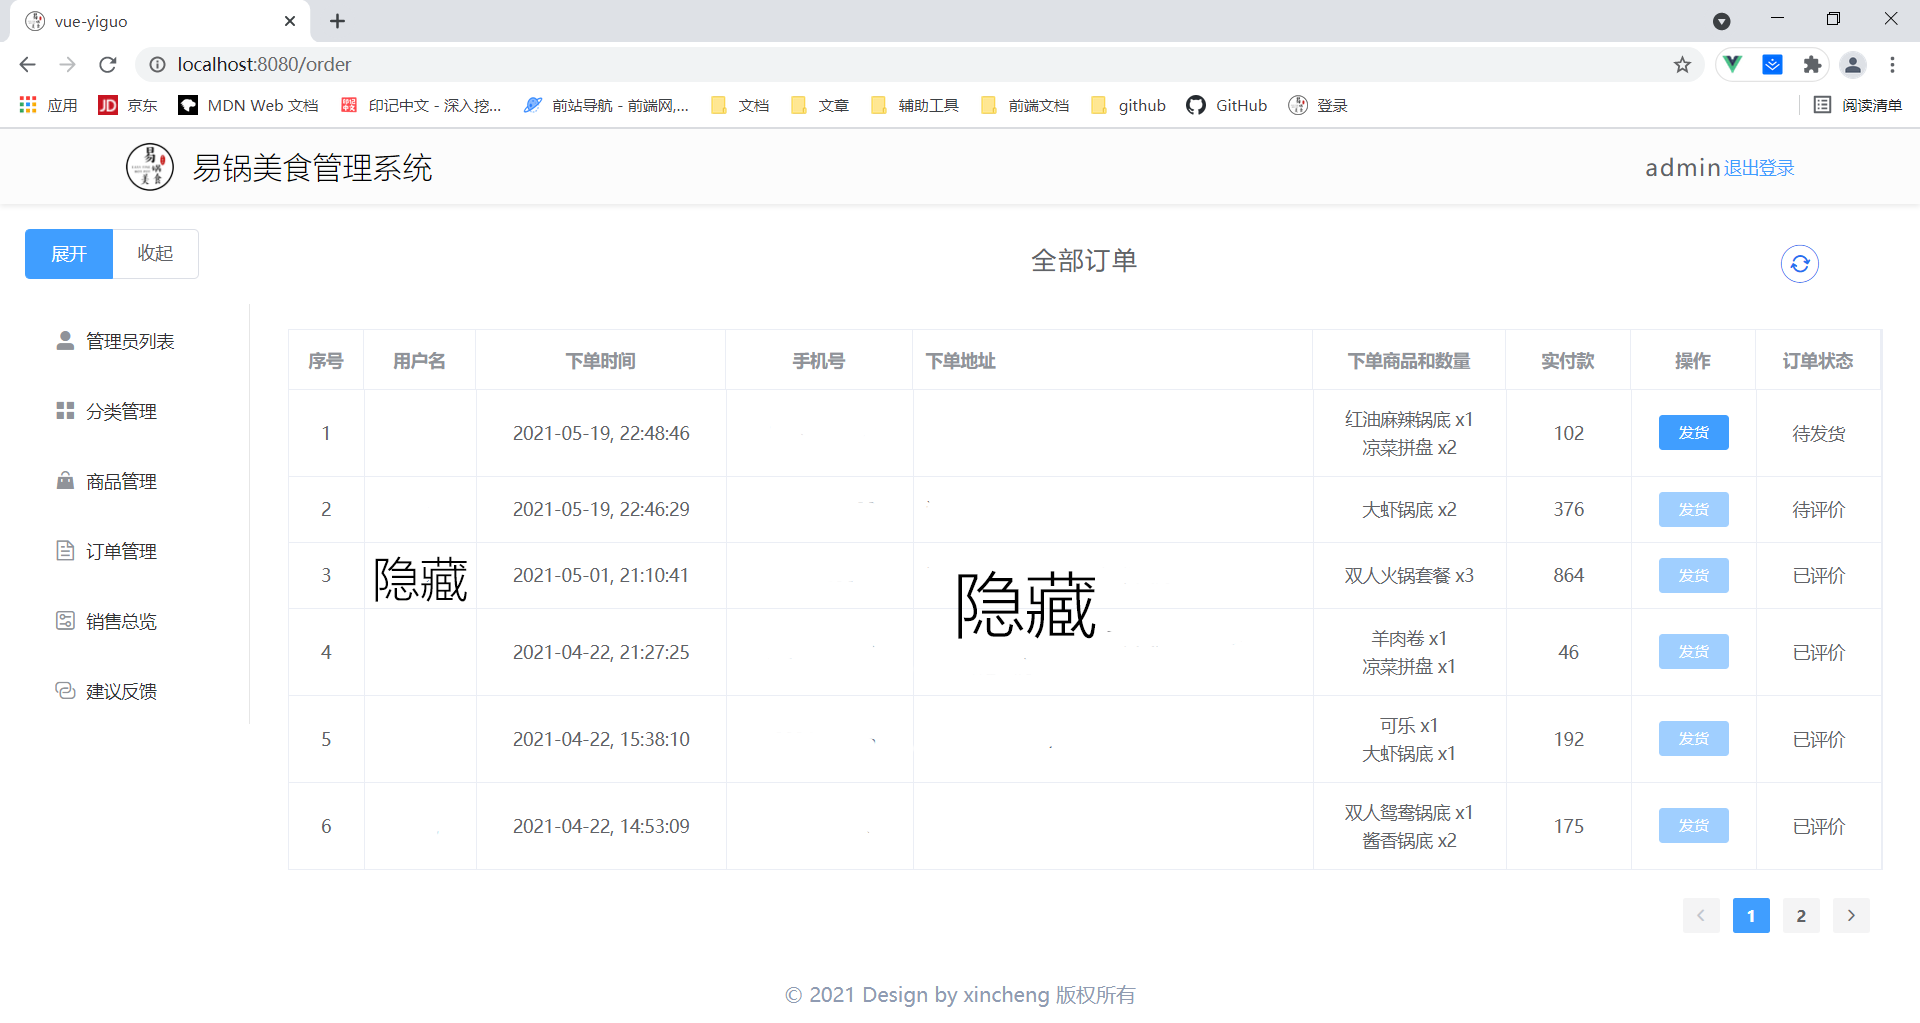 vue-yiguo
localhost:8080/order
应用 京东 MDN Web 文档 印记中文 - 深入挖... 前站导航 - 前端网,... 文档 文章 辅助工具 前端文档 github GitHub 登录 阅读清单
易锅美食管理系统 admin退出登录
展开 收起
全部订单
管理员列表
分类管理
商品管理
订单管理
销售总览
建议反馈
序号 用户名 下单时间 手机号 下单地址 下单商品和数量 实付款 操作 订单状态
1 2021-05-19, 22:48:46 红油麻辣锅底 x1 102 发货 待发货
凉菜拼盘 x2
2 2021-05-19, 22:46:29 大虾锅底 x2 376 发货 待评价
3 隐藏 2021-05-01, 21:10:41 隐藏 双人火锅套餐 x3 864 发货 已评价
4 2021-04-22, 21:27:25 羊肉卷 x1 46 发货 已评价
凉菜拼盘 x1
5 2021-04-22, 15:38:10 可乐 x1 192 发货 已评价
大虾锅底 x1
6 2021-04-22, 14:53:09 双人鸳鸯锅底 x1 175 发货 已评价
酱香锅底 x2
1 2
© 2021 Design by xincheng 版权所有